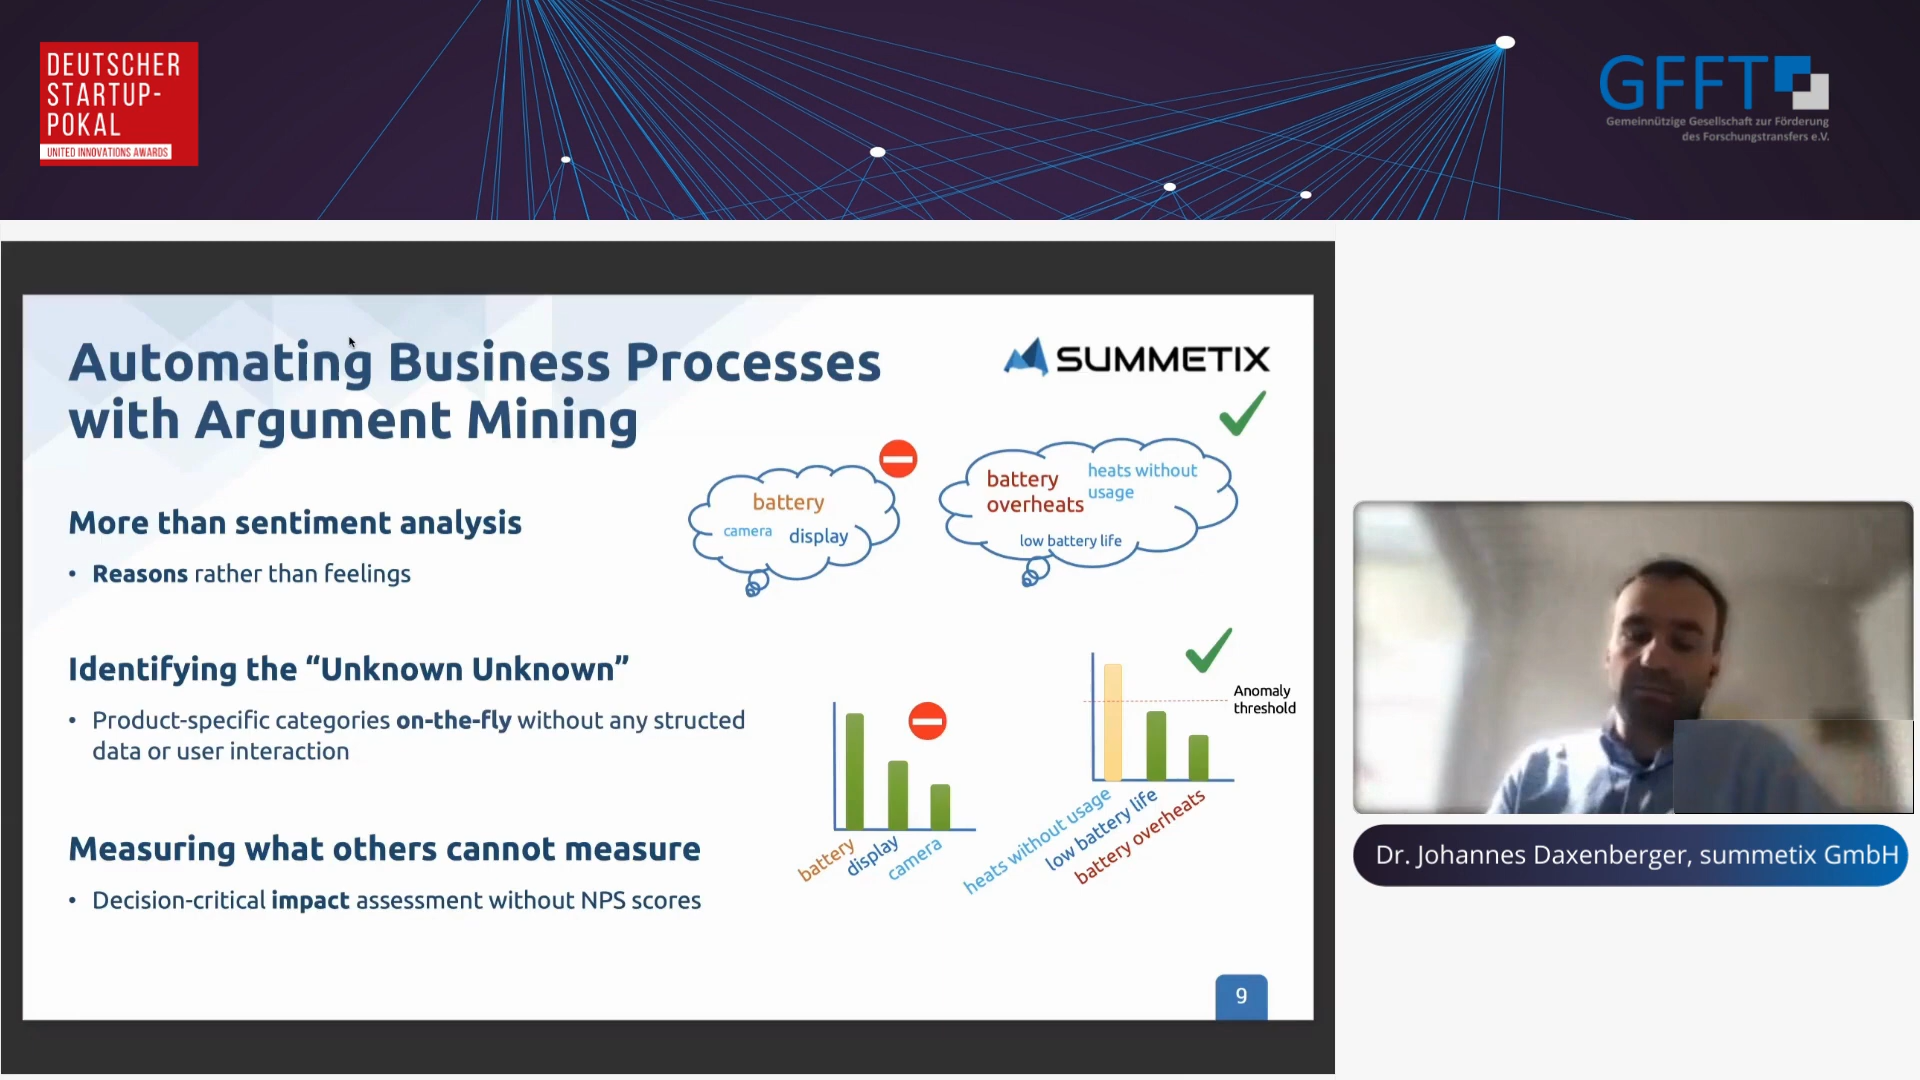 DEUTSCHER
STARTUP-
POKAL
UNITED INNOVATIONS AWARDS
GFFT
Gemeinnützige Gesellschaft zur Förderung
des Forschungstransfers e.V.
Automating Business Processes
with Argument Mining
SUMMETIX
More than sentiment analysis
• Reasons rather than feelings
battery
camera
display
battery
overheats
heats without
usage
low battery life
Identifying the “Unknown Unknown”
• Product-specific categories on-the-fly without any structed
data or user interaction
battery
display
camera
Anomaly
threshold
heats without usage
low battery life
battery overheats
Measuring what others cannot measure
• Decision-critical impact assessment without NPS scores
9
Dr. Johannes Daxenberger, summetix GmbH